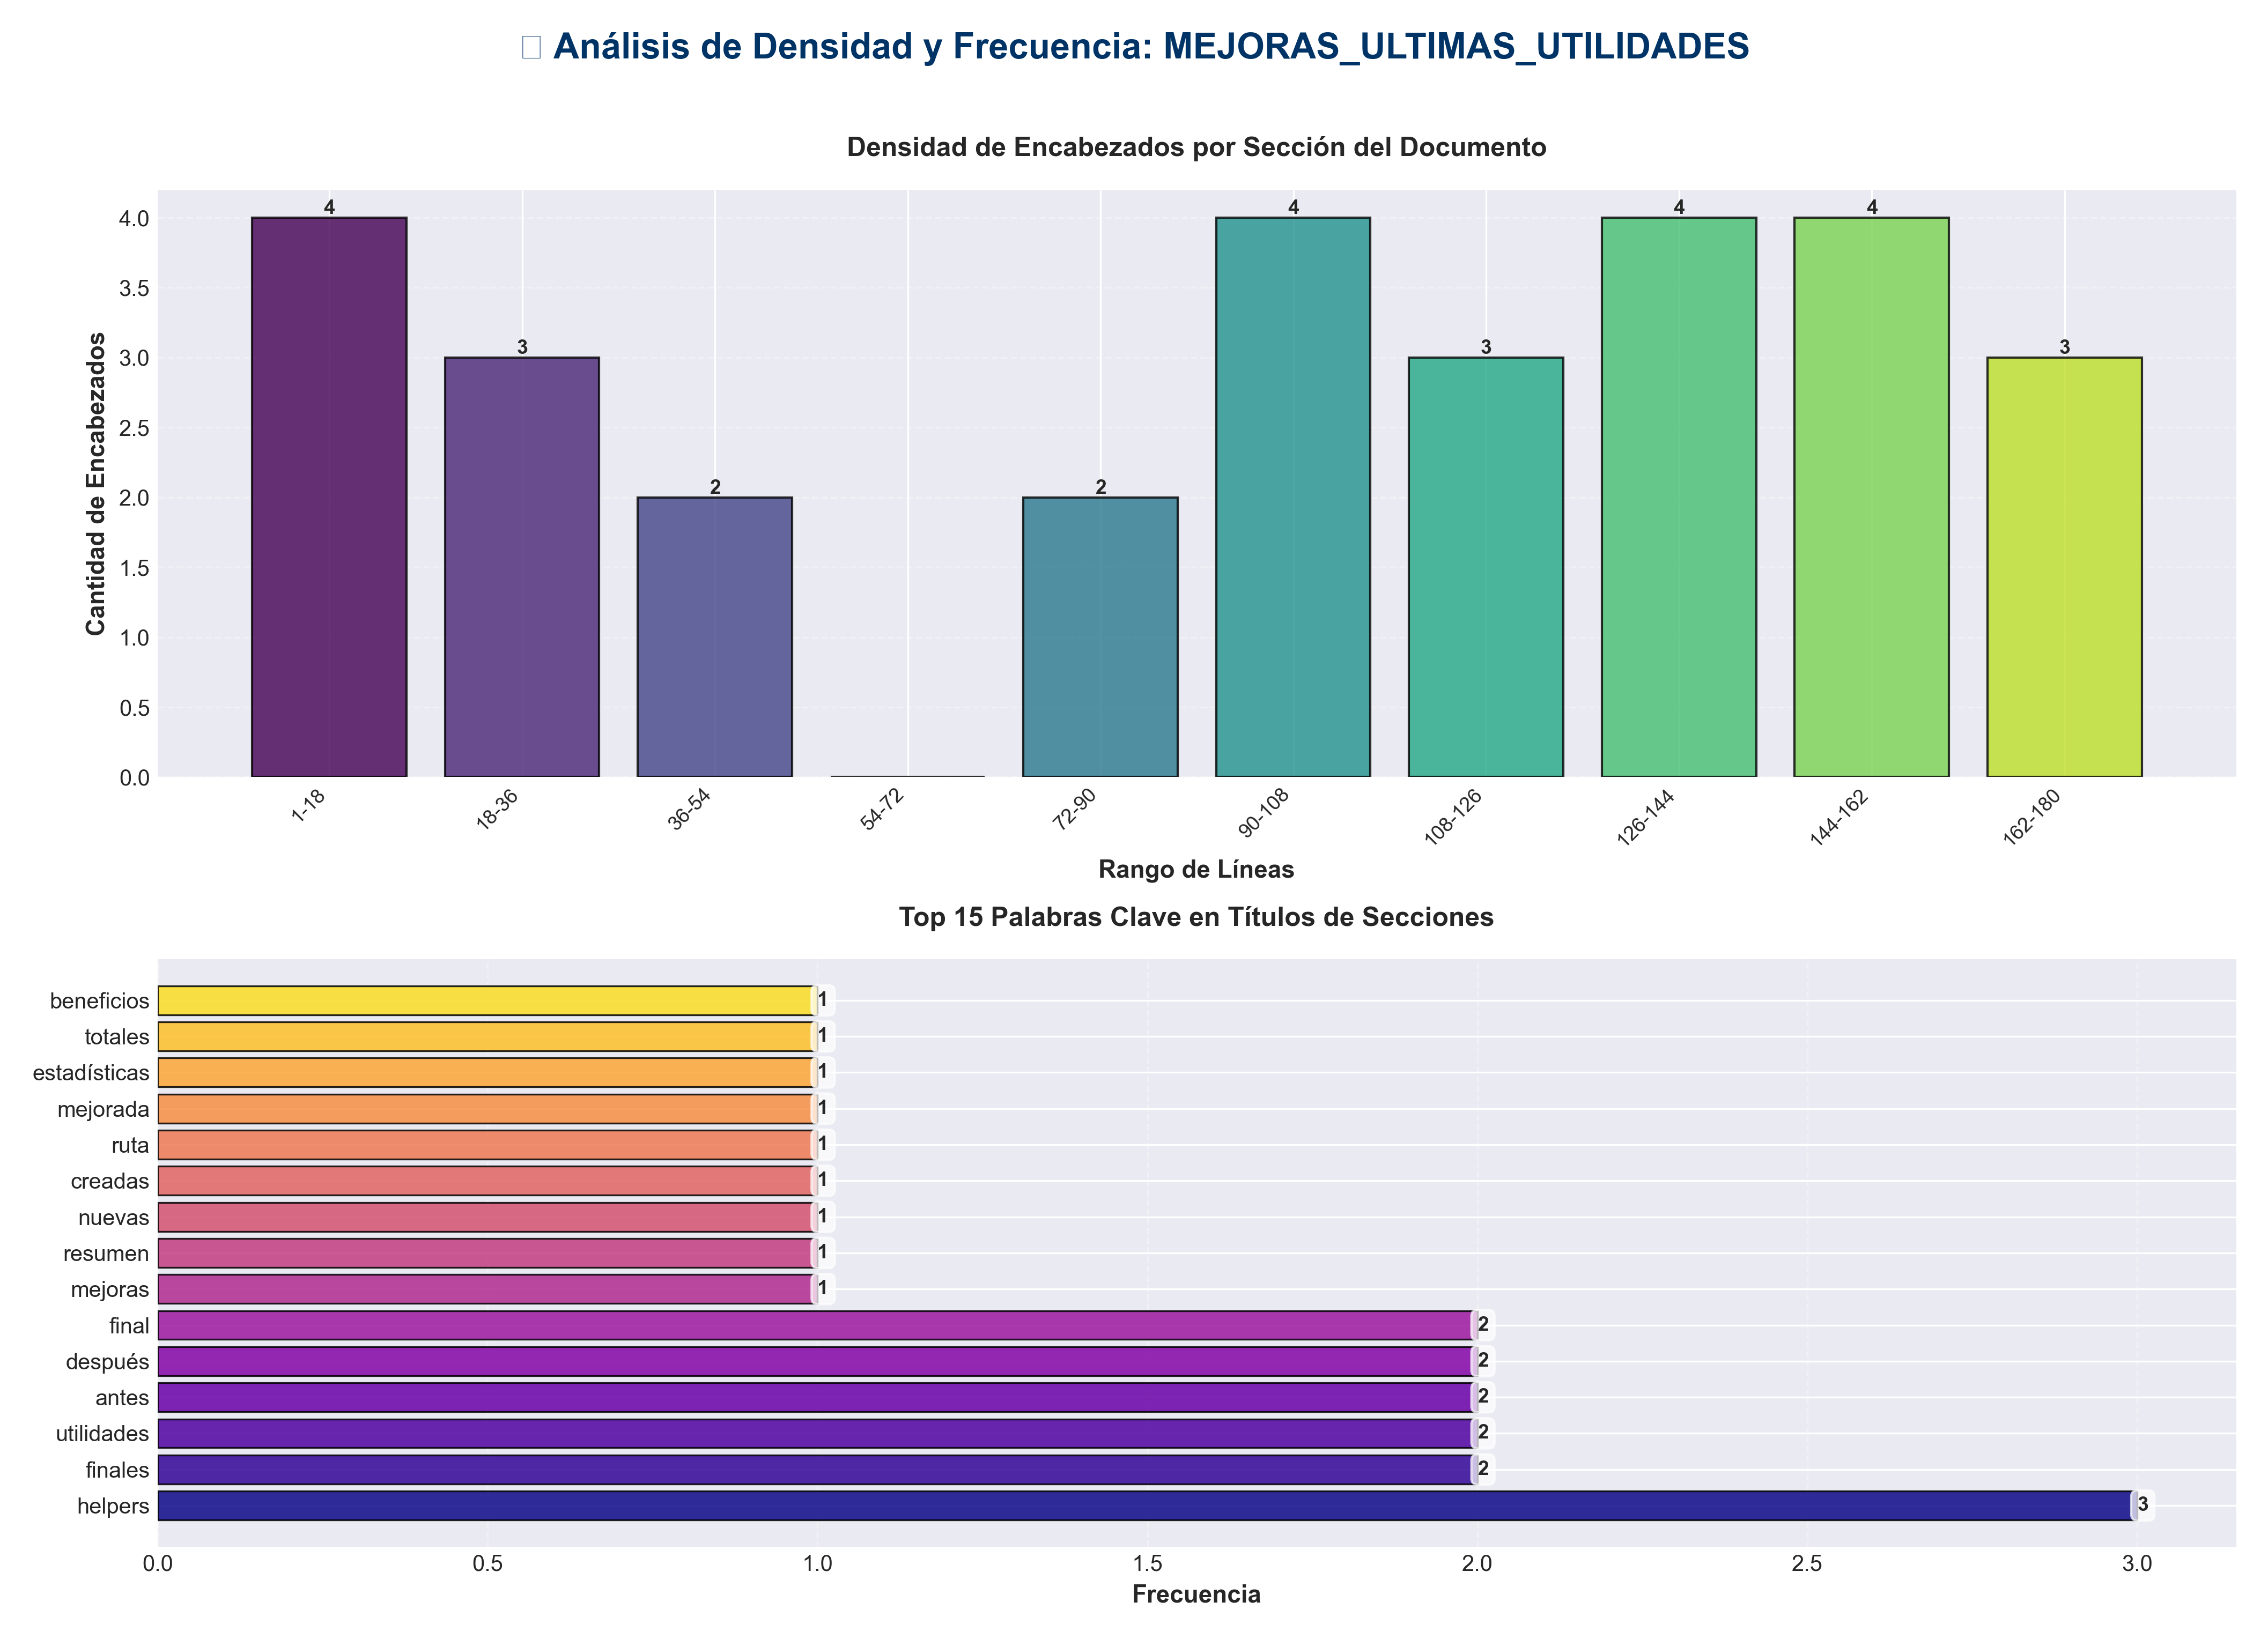 Análisis de Densidad y Frecuencia: MEJORAS_ULTIMAS_UTILIDADES
Densidad de Encabezados por Sección del Documento
Cantidad de Encabezados
4.0
3.5
3.0
2.5
2.0
1.5
1.0
0.5
0.0
4
3
2
2
4
3
4
4
3
1-18
18-36
36-54
54-72
72-90
90-108
108-126
126-144
144-162
162-180
Rango de Líneas
Top 15 Palabras Clave en Títulos de Secciones
beneficios 1
totales 1
estadísticas 1
mejorada 1
ruta 1
creadas 1
nuevas 1
resumen 1
mejoras 1
final 2
después 2
antes 2
utilidades 2
finales 2
helpers 3
0.0 0.5 1.0 1.5 2.0 2.5 3.0
Frecuencia